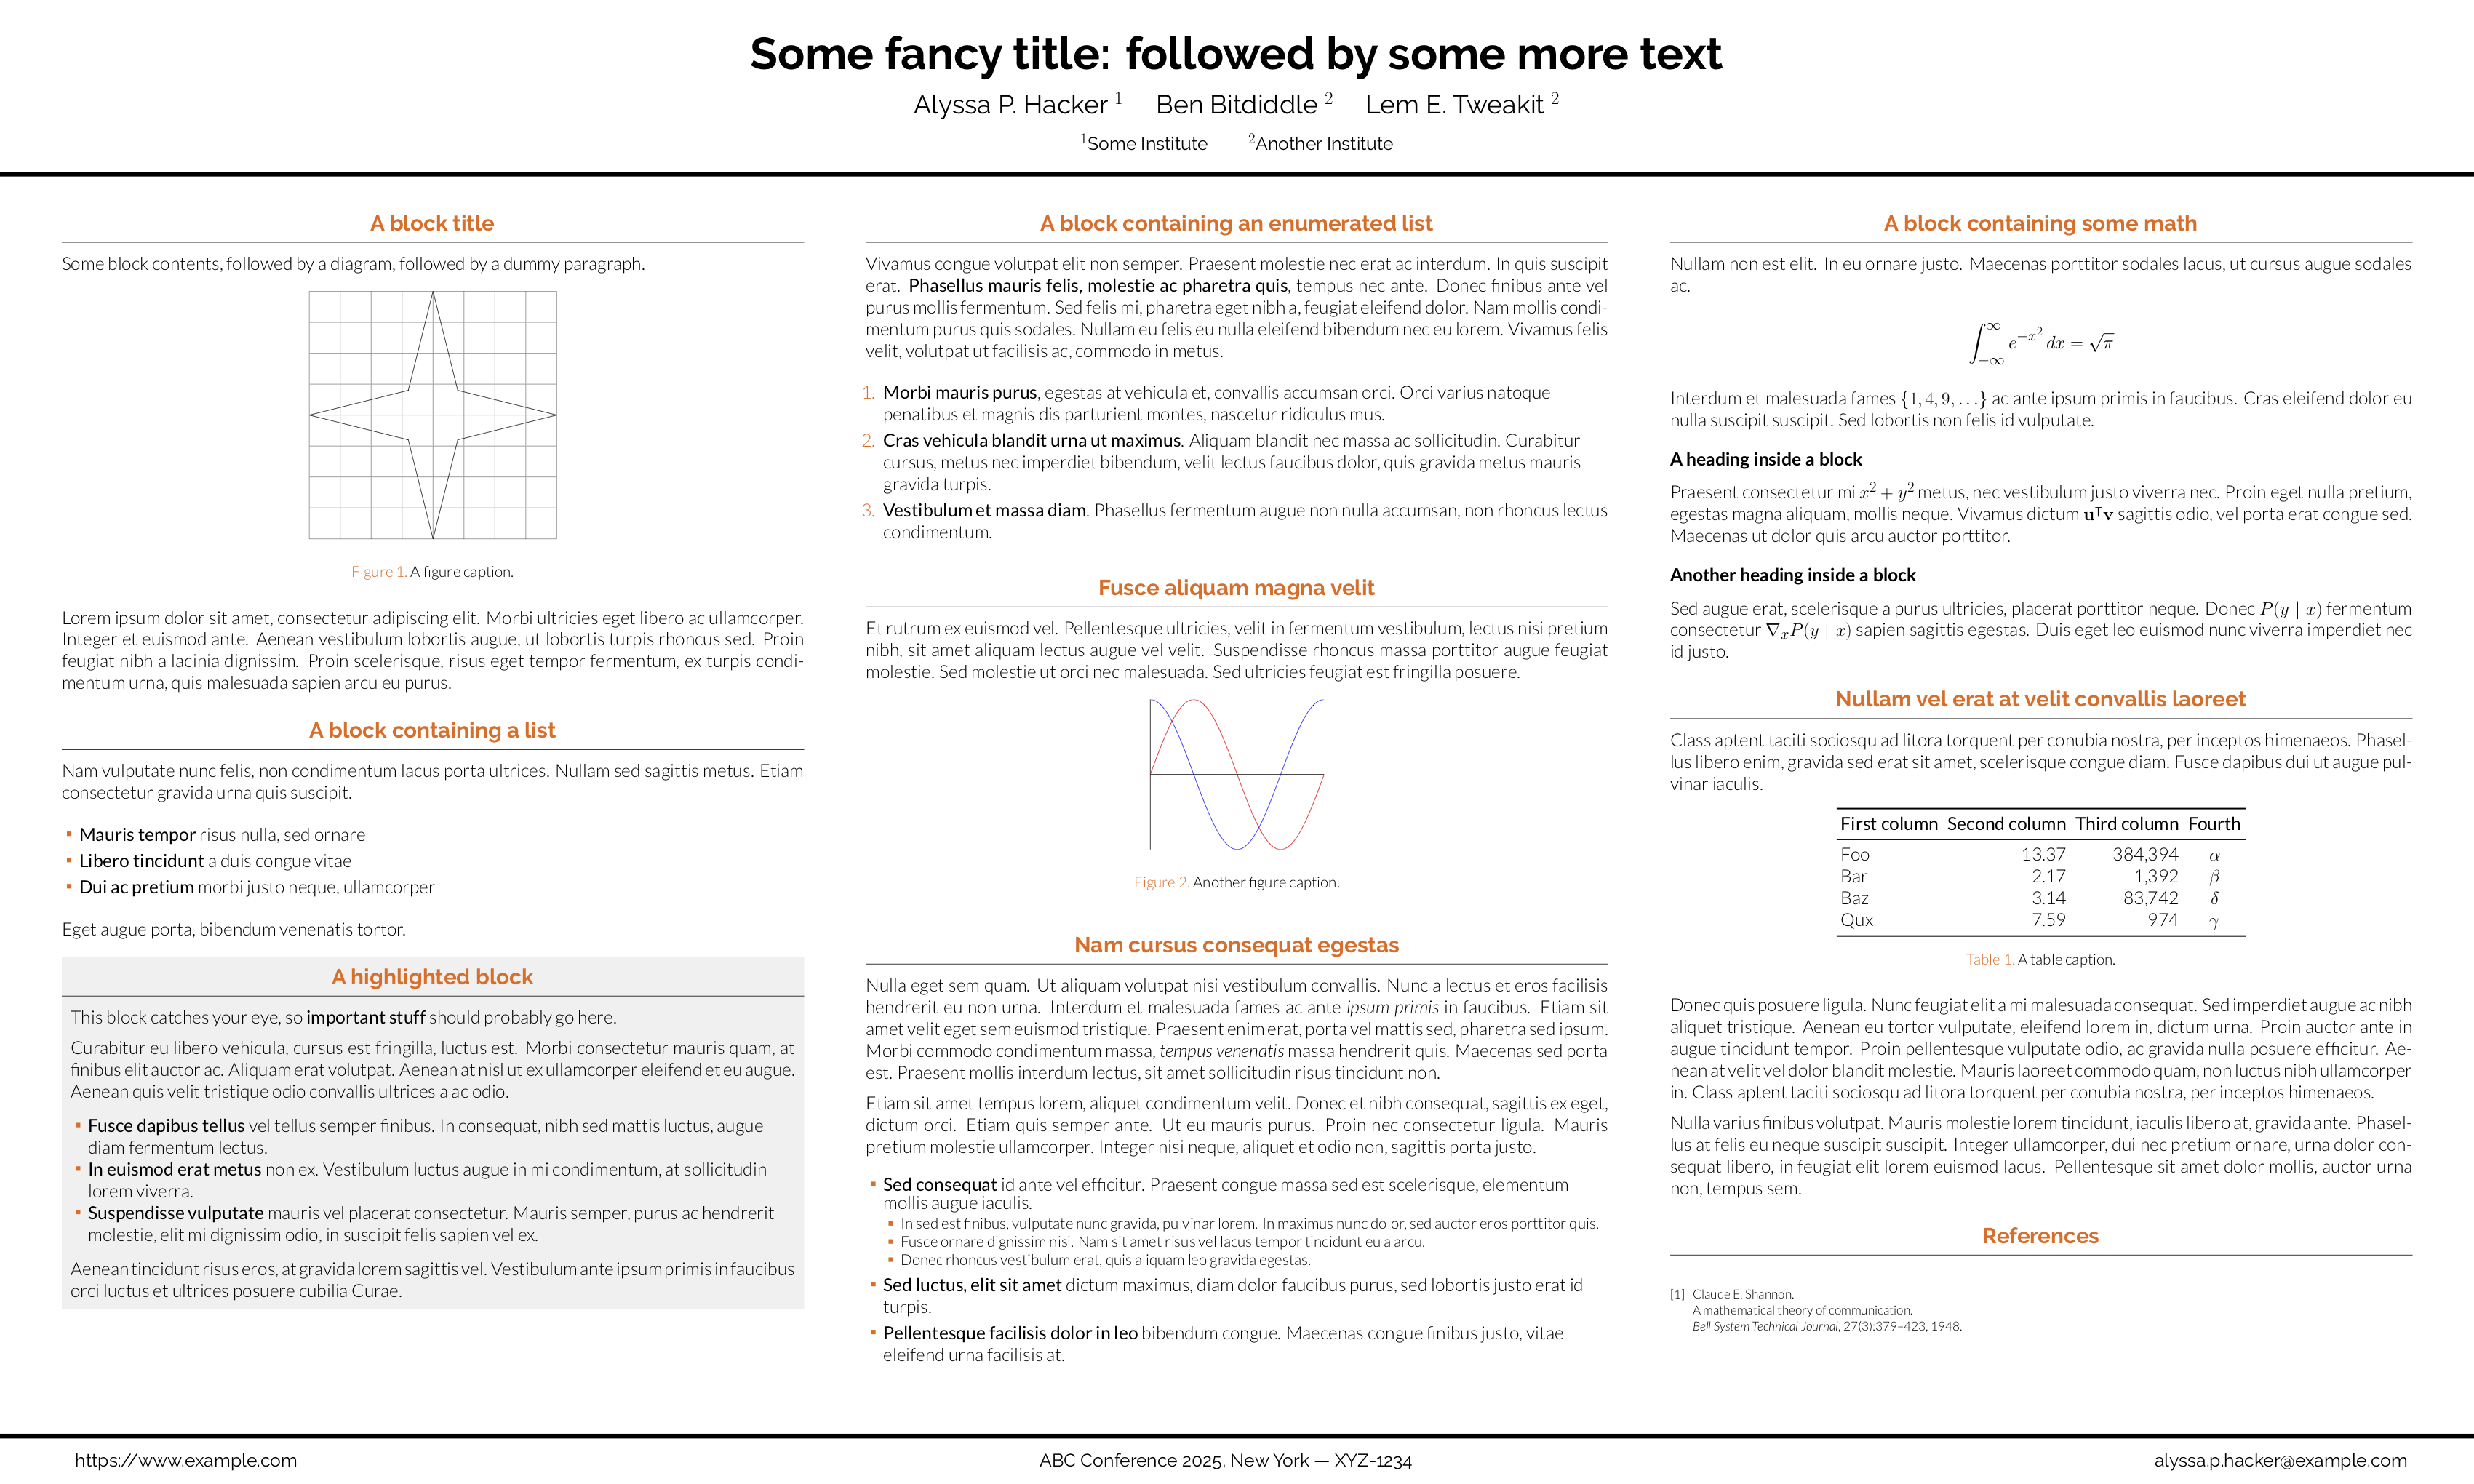 Some fancy title: followed by some more text
Alyssa P. Hacker ¹ Ben Bitdiddle ² Lem E. Tweakit ²
¹Some Institute ²Another Institute
A block title
Some block contents, followed by a diagram, followed by a dummy paragraph.
Figure 1. A figure caption.
Lorem ipsum dolor sit amet, consectetur adipiscing elit. Morbi ultricies eget libero ac ullamcorper.
Integer et euismod ante. Aenean vestibulum lobortis augue, ut lobortis turpis rhoncus sed. Proin
feugiat nibh a lacinia dignissim. Proin scelerisque, risus eget tempor fermentum, ex turpis condi-
mentum urna, quis malesuada sapien arcu eu purus.
A block containing a list
Nam vulputate nunc felis, non condimentum lacus porta ultrices. Nullam sed sagittis metus. Etiam
consectetur gravida urna quis suscipit.
▪ Mauris tempor risus nulla, sed ornare
▪ Libero tincidunt a duis congue vitae
▪ Dui ac pretium morbi justo neque, ullamcorper
Eget augue porta, bibendum venenatis tortor.
A highlighted block
This block catches your eye, so important stuff should probably go here.
Curabitur eu libero vehicula, cursus est fringilla, luctus est. Morbi consectetur mauris quam, at
finibus elit auctor ac. Aliquam erat volutpat. Aenean at nisl ut ex ullamcorper eleifend et eu augue.
Aenean quis velit tristique odio convallis ultrices a ac odio.
▪ Fusce dapibus tellus vel tellus semper finibus. In consequat, nibh sed mattis luctus, augue
diam fermentum lectus.
▪ In euismod erat metus non ex. Vestibulum luctus augue in mi condimentum, at sollicitudin
lorem viverra.
▪ Suspendisse vulputate mauris vel placerat consectetur. Mauris semper, purus ac hendrerit
molestie, elit mi dignissim odio, in suscipit felis sapien vel ex.
Aenean tincidunt risus eros, at gravida lorem sagittis vel. Vestibulum ante ipsum primis in faucibus
orci luctus et ultrices posuere cubilia Curae.
A block containing an enumerated list
Vivamus congue volutpat elit non semper. Praesent molestie nec erat ac interdum. In quis suscipit
erat. Phasellus mauris felis, molestie ac pharetra quis, tempus nec ante. Donec finibus ante vel
purus mollis fermentum. Sed felis mi, pharetra eget nibh a, feugiat eleifend dolor. Nam mollis condi-
mentum purus quis sodales. Nullam eu felis eu nulla eleifend bibendum nec eu lorem. Vivamus felis
velit, volutpat ut facilisis ac, commodo in metus.
1. Morbi mauris purus, egestas at vehicula et, convallis accumsan orci. Orci varius natoque
penatibus et magnis dis parturient montes, nascetur ridiculus mus.
2. Cras vehicula blandit urna ut maximus. Aliquam blandit nec massa ac sollicitudin. Curabitur
cursus, metus nec imperdiet bibendum, velit lectus faucibus dolor, quis gravida metus mauris
gravida turpis.
3. Vestibulum et massa diam. Phasellus fermentum augue non nulla accumsan, non rhoncus lectus
condimentum.
Fusce aliquam magna velit
Et rutrum ex euismod vel. Pellentesque ultricies, velit in fermentum vestibulum, lectus nisi pretium
nibh, sit amet aliquam lectus augue vel velit. Suspendisse rhoncus massa porttitor augue feugiat
molestie. Sed molestie ut orci nec malesuada. Sed ultricies feugiat est fringilla posuere.
Figure 2. Another figure caption.
Nam cursus consequat egestas
Nulla eget sem quam. Ut aliquam volutpat nisi vestibulum convallis. Nunc a lectus et eros facilisis
hendrerit eu non urna. Interdum et malesuada fames ac ante ipsum primis in faucibus. Etiam sit
amet velit eget sem euismod tristique. Praesent enim erat, porta vel mattis sed, pharetra sed ipsum.
Morbi commodo condimentum massa, tempus venenatis massa hendrerit quis. Maecenas sed porta
est. Praesent mollis interdum lectus, sit amet sollicitudin risus tincidunt non.
Etiam sit amet tempus lorem, aliquet condimentum velit. Donec et nibh consequat, sagittis ex eget,
dictum orci. Etiam quis semper ante. Ut eu mauris purus. Proin nec consectetur ligula. Mauris
pretium molestie ullamcorper. Integer nisi neque, aliquet et odio non, sagittis porta justo.
▪ Sed consequat id ante vel efficitur. Praesent congue massa sed est scelerisque, elementum
mollis augue iaculis.
▪ In sed est finibus, vulputate nunc gravida, pulvinar lorem. In maximus nunc dolor, sed auctor eros porttitor quis.
▪ Fusce ornare dignissim nisi. Nam sit amet risus vel lacus tempor tincidunt eu a arcu.
▪ Donec rhoncus vestibulum erat, quis aliquam leo gravida egestas.
▪ Sed luctus, elit sit amet dictum maximus, diam dolor faucibus purus, sed lobortis justo erat id
turpis.
▪ Pellentesque facilisis dolor in leo bibendum congue. Maecenas congue finibus justo, vitae
eleifend urna facilisis at.
A block containing some math
Nullam non est elit. In eu ornare justo. Maecenas porttitor sodales lacus, ut cursus augue sodales
ac.
∫_{−∞}^{∞} e^{−x²} dx = √π
Interdum et malesuada fames {1, 4, 9, . . .} ac ante ipsum primis in faucibus. Cras eleifend dolor eu
nulla suscipit suscipit. Sed lobortis non felis id vulputate.
A heading inside a block
Praesent consectetur mi x² + y² metus, nec vestibulum justo viverra nec. Proin eget nulla pretium,
egestas magna aliquam, mollis neque. Vivamus dictum u⊺v sagittis odio, vel porta erat congue sed.
Maecenas ut dolor quis arcu auctor porttitor.
Another heading inside a block
Sed augue erat, scelerisque a purus ultricies, placerat porttitor neque. Donec P(y | x) fermentum
consectetur ∇ₓP(y | x) sapien sagittis egestas. Duis eget leo euismod nunc viverra imperdiet nec
id justo.
Nullam vel erat at velit convallis laoreet
Class aptent taciti sociosqu ad litora torquent per conubia nostra, per inceptos himenaeos. Phasel-
lus libero enim, gravida sed erat sit amet, scelerisque congue diam. Fusce dapibus dui ut augue pul-
vinar iaculis.
First column Second column Third column Fourth
Foo 13.37 384,394 α
Bar 2.17 1,392 β
Baz 3.14 83,742 δ
Qux 7.59 974 γ
Table 1. A table caption.
Donec quis posuere ligula. Nunc feugiat elit a mi malesuada consequat. Sed imperdiet augue ac nibh
aliquet tristique. Aenean eu tortor vulputate, eleifend lorem in, dictum urna. Proin auctor ante in
augue tincidunt tempor. Proin pellentesque vulputate odio, ac gravida nulla posuere efficitur. Ae-
nean at velit vel dolor blandit molestie. Mauris laoreet commodo quam, non luctus nibh ullamcorper
in. Class aptent taciti sociosqu ad litora torquent per conubia nostra, per inceptos himenaeos.
Nulla varius finibus volutpat. Mauris molestie lorem tincidunt, iaculis libero at, gravida ante. Phasel-
lus at felis eu neque suscipit suscipit. Integer ullamcorper, dui nec pretium ornare, urna dolor con-
sequat libero, in feugiat elit lorem euismod lacus. Pellentesque sit amet dolor mollis, auctor urna
non, tempus sem.
References
[1] Claude E. Shannon.
A mathematical theory of communication.
Bell System Technical Journal, 27(3):379–423, 1948.
https://www.example.com ABC Conference 2025, New York — XYZ-1234 alyssa.p.hacker@example.com